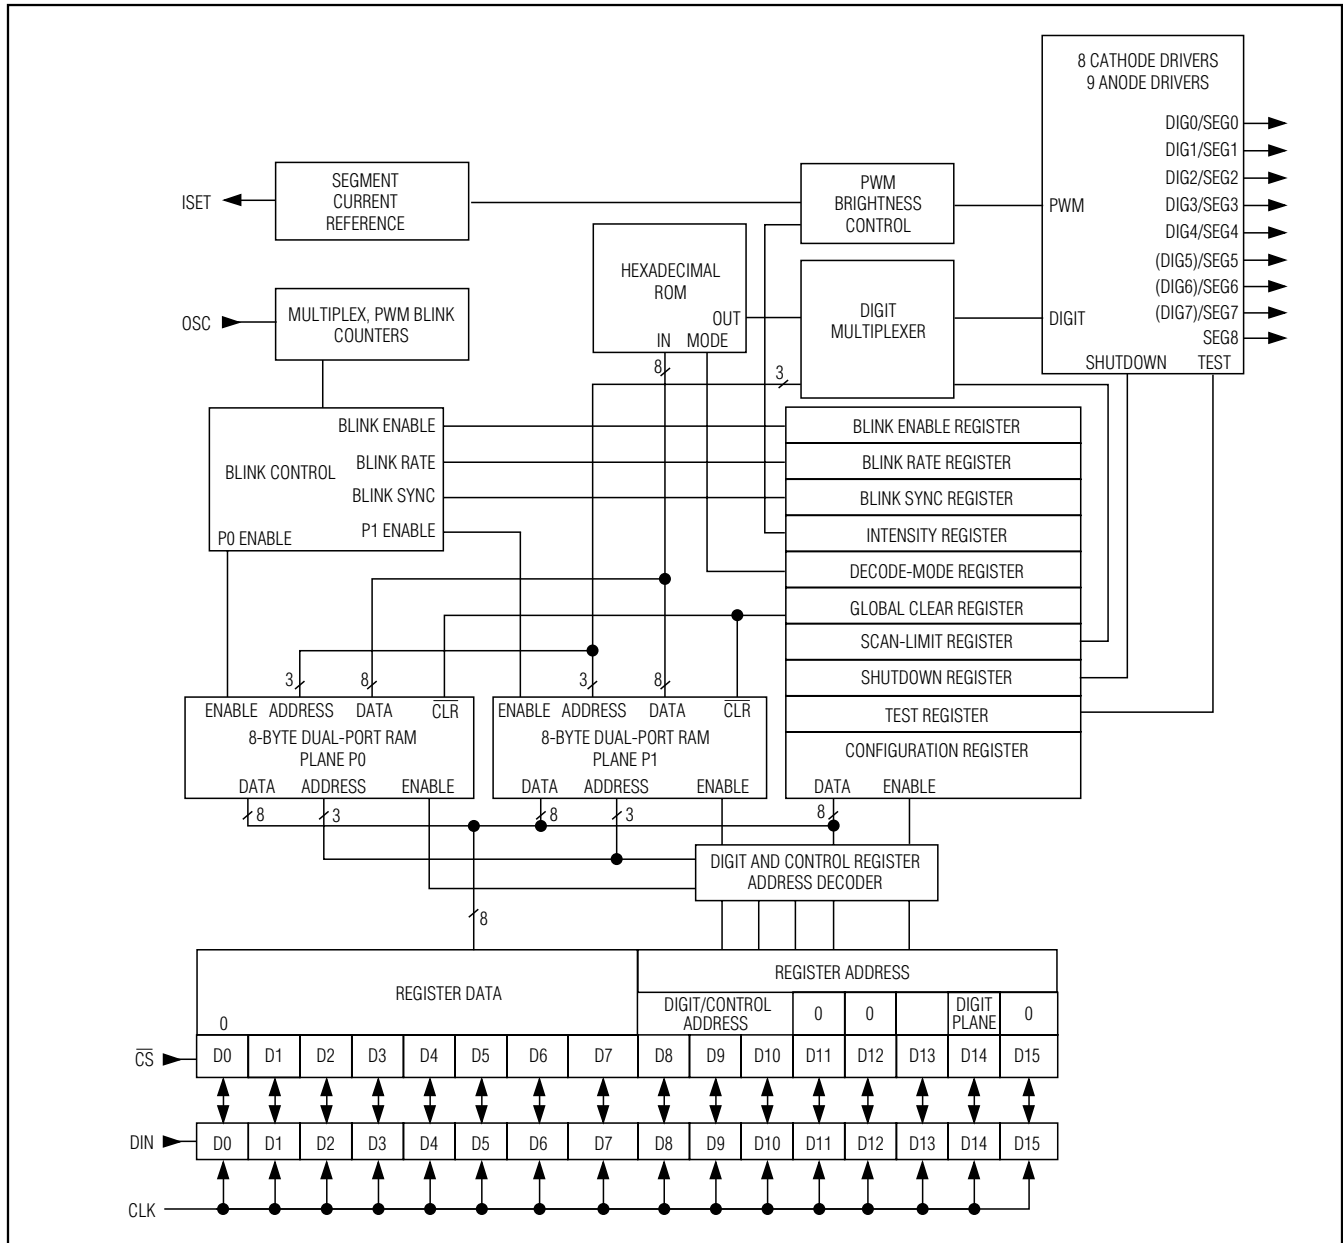 8 CATHODE DRIVERS
9 ANODE DRIVERS
DIG0/SEG0
DIG1/SEG1
DIG2/SEG2
DIG3/SEG3
DIG4/SEG4
(DIG5)/SEG5
(DIG6)/SEG6
(DIG7)/SEG7
SEG8
PWM
DIGIT
SHUTDOWN TEST
ISET
SEGMENT
CURRENT
REFERENCE
PWM
BRIGHTNESS
CONTROL
HEXADECIMAL
ROM
OUT
IN MODE
8
DIGIT
MULTIPLEXER
3
OSC
MULTIPLEX, PWM BLINK
COUNTERS
BLINK ENABLE
BLINK RATE
BLINK CONTROL
BLINK SYNC
P1 ENABLE
P0 ENABLE
BLINK ENABLE REGISTER
BLINK RATE REGISTER
BLINK SYNC REGISTER
INTENSITY REGISTER
DECODE-MODE REGISTER
GLOBAL CLEAR REGISTER
SCAN-LIMIT REGISTER
SHUTDOWN REGISTER
TEST REGISTER
CONFIGURATION REGISTER
DATA ENABLE
8
3 8
ENABLE ADDRESS DATA CLR
8-BYTE DUAL-PORT RAM
PLANE P0
DATA ADDRESS ENABLE
8 3
3 8
ENABLE ADDRESS DATA CLR
8-BYTE DUAL-PORT RAM
PLANE P1
DATA ADDRESS ENABLE
8 3
DIGIT AND CONTROL REGISTER
ADDRESS DECODER
8
REGISTER DATA
0
REGISTER ADDRESS
DIGIT/CONTROL
ADDRESS
0 0
DIGIT
PLANE
0
CS D0 D1 D2 D3 D4 D5 D6 D7 D8 D9 D10 D11 D12 D13 D14 D15
DIN D0 D1 D2 D3 D4 D5 D6 D7 D8 D9 D10 D11 D12 D13 D14 D15
CLK